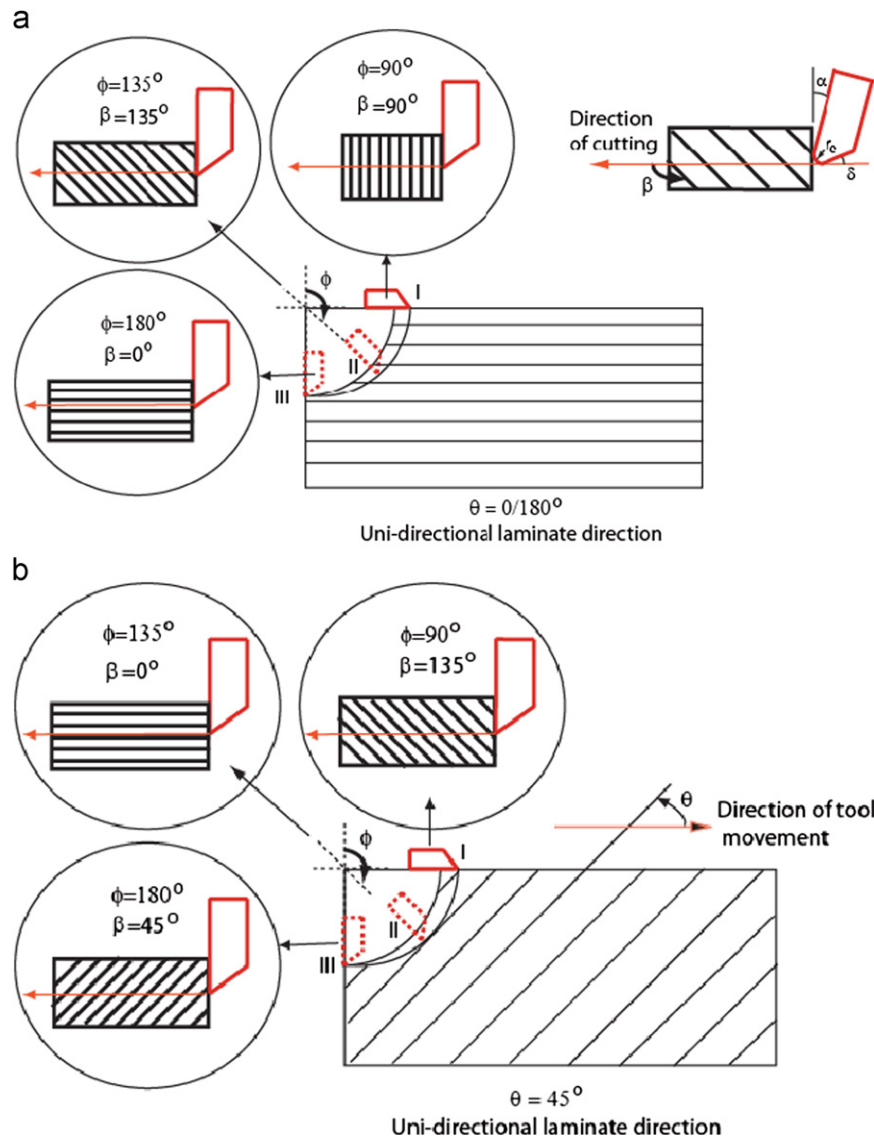 a
ϕ=135°
β=135°
ϕ=90°
β=90°
α
Direction
of cutting
rₑ
β
δ
ϕ
I
ϕ=180°
β=0°
II
III
θ = 0/180°
Uni-directional laminate direction
b
ϕ=135°
β=0°
ϕ=90°
β=135°
θ
Direction of tool
movement
ϕ
I
ϕ=180°
β=45°
II
III
θ = 45°
Uni-directional laminate direction